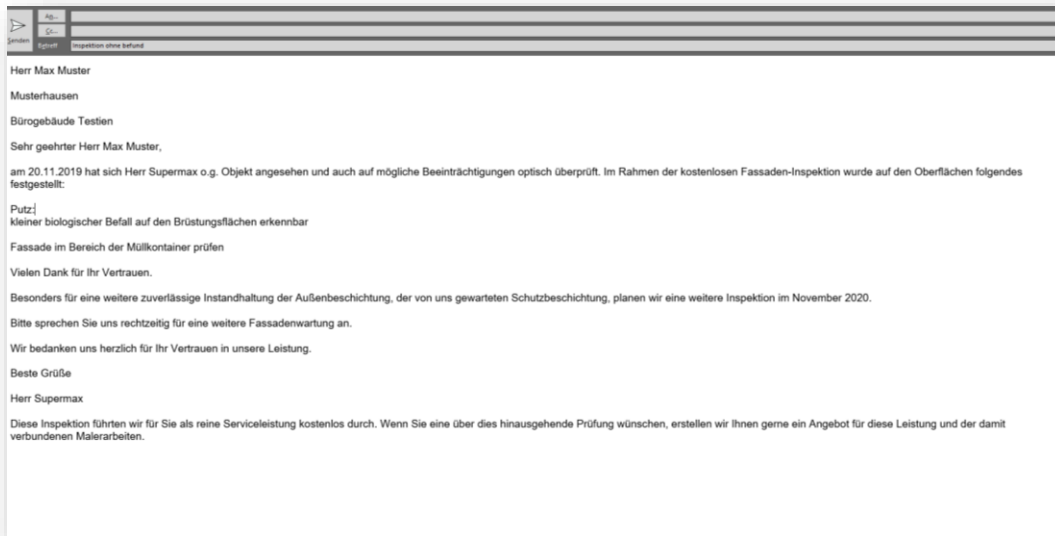 An...
Cc...
Senden
Betreff
Inspektion ohne befund
Herr Max Muster
Musterhausen
Bürogebäude Testien
Sehr geehrter Herr Max Muster,
am 20.11.2019 hat sich Herr Supermax o.g. Objekt angesehen und auch auf mögliche Beeinträchtigungen optisch überprüft. Im Rahmen der kostenlosen Fassaden-Inspektion wurde auf den Oberflächen folgendes
festgestellt:
Putz:
kleiner biologischer Befall auf den Brüstungsflächen erkennbar
Fassade im Bereich der Müllkontainer prüfen
Vielen Dank für Ihr Vertrauen.
Besonders für eine weitere zuverlässige Instandhaltung der Außenbeschichtung, der von uns gewarteten Schutzbeschichtung, planen wir eine weitere Inspektion im November 2020.
Bitte sprechen Sie uns rechtzeitig für eine weitere Fassadenwartung an.
Wir bedanken uns herzlich für Ihr Vertrauen in unsere Leistung.
Beste Grüße
Herr Supermax
Diese Inspektion führten wir für Sie als reine Serviceleistung kostenlos durch. Wenn Sie eine über dies hinausgehende Prüfung wünschen, erstellen wir Ihnen gerne ein Angebot für diese Leistung und der damit
verbundenen Malerarbeiten.